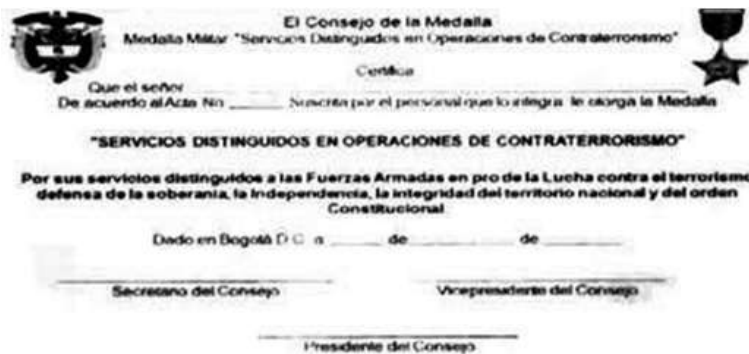 El Consejo de la Medalla
Medalla Militar "Servicios Distinguidos en Operaciones de Contraterrorismo"
Certifica
Que el señor
De acuerdo al Acta No. ______ Suscrita por el personal que lo integra le otorga la Medalla
"SERVICIOS DISTINGUIDOS EN OPERACIONES DE CONTRATERRORISMO"
Por sus servicios distinguidos a las Fuerzas Armadas en pro de la Lucha contra el terrorismo
defensa de la soberanía, la Independencia, la integridad del territorio nacional y del orden
Constitucional
Dado en Bogotá D.C. a ______ de ______ de ______
Secretario del Consejo Vicepresidente del Consejo
Presidente del Consejo